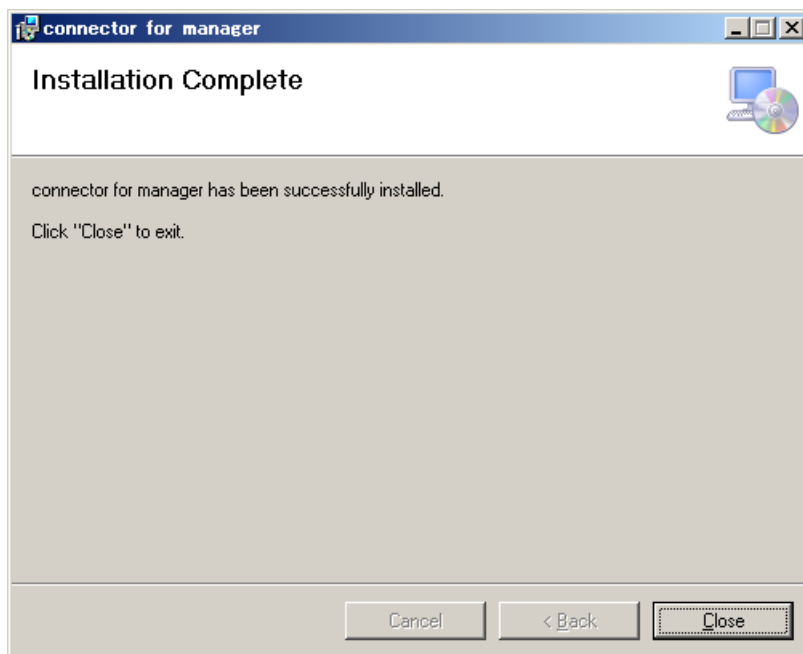 connector for manager
Installation Complete
connector for manager has been successfully installed.
Click "Close" to exit.
Cancel
< Back
Close